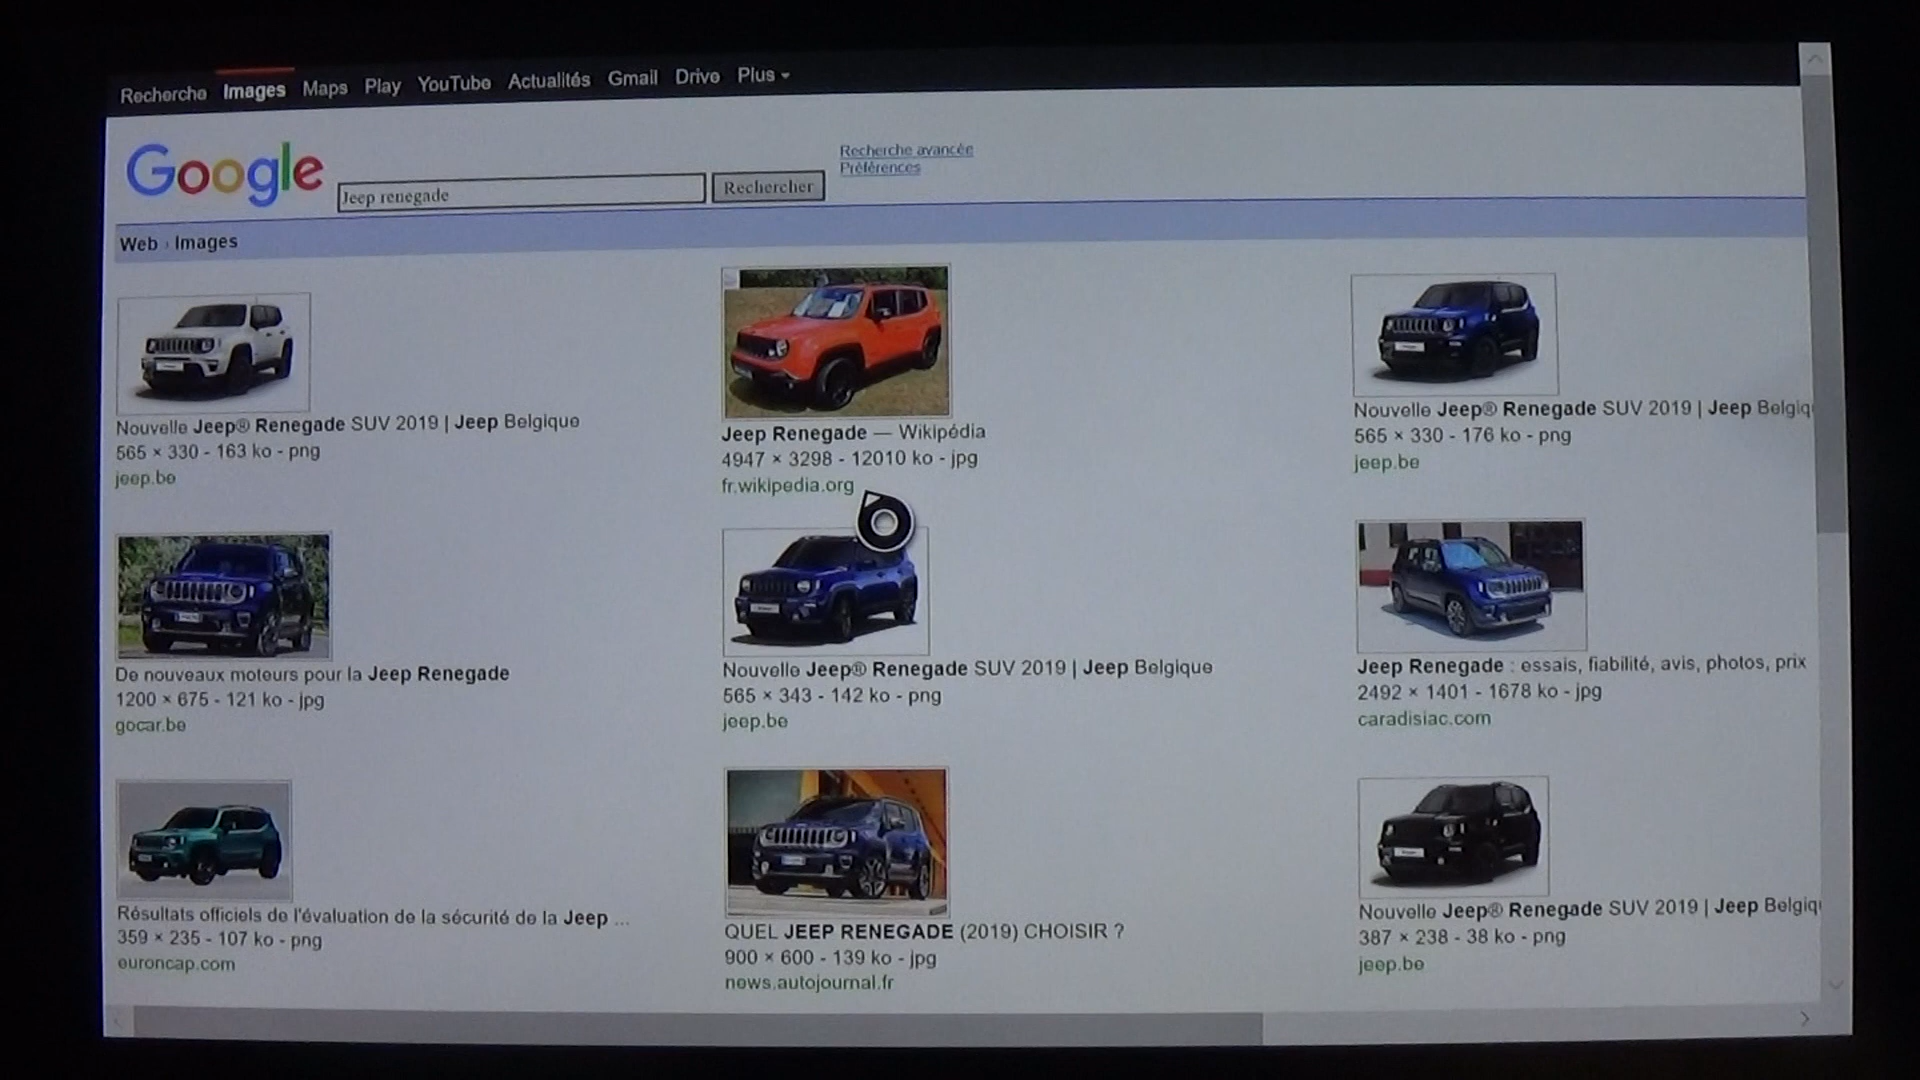 Recherche Images Maps Play YouTube Actualités Gmail Drive Plus
Google
Jeep renegade
Rechercher
Recherche avancée
Préférences
Web › Images
Nouvelle Jeep® Renegade SUV 2019 | Jeep Belgique
565 × 330 - 163 ko - png
jeep.be
Jeep Renegade — Wikipédia
4947 × 3298 - 12010 ko - jpg
fr.wikipedia.org
Nouvelle Jeep® Renegade SUV 2019 | Jeep Belgiq
565 × 330 - 176 ko - png
jeep.be
De nouveaux moteurs pour la Jeep Renegade
1200 × 675 - 121 ko - jpg
gocar.be
Nouvelle Jeep® Renegade SUV 2019 | Jeep Belgique
565 × 343 - 142 ko - png
jeep.be
Jeep Renegade : essais, fiabilité, avis, photos, prix
2492 × 1401 - 1678 ko - jpg
caradisiac.com
Résultats officiels de l'évaluation de la sécurité de la Jeep ...
359 × 235 - 107 ko - png
euroncap.com
QUEL JEEP RENEGADE (2019) CHOISIR ?
900 × 600 - 139 ko - jpg
news.autojournal.fr
Nouvelle Jeep® Renegade SUV 2019 | Jeep Belgiq
387 × 238 - 38 ko - png
jeep.be